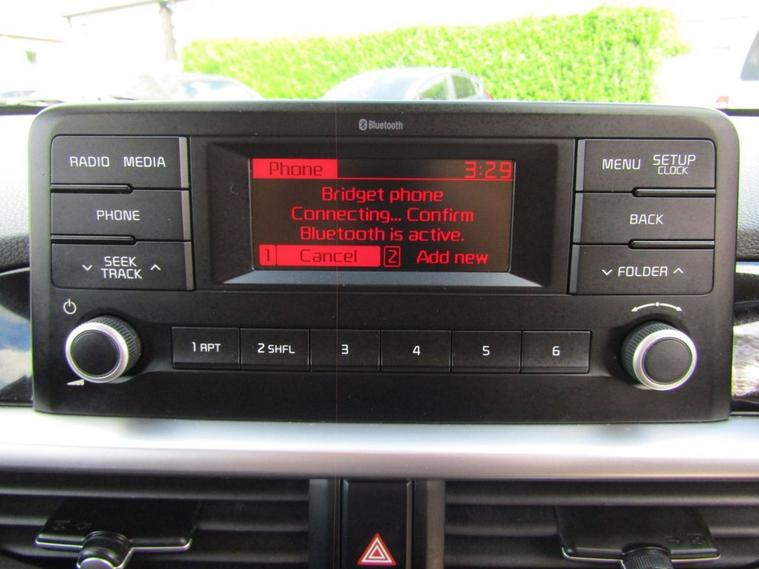 Bluetooth
RADIO MEDIA
PHONE
SEEK
TRACK
Phone 3:29
Bridget phone
Connecting... Confirm
Bluetooth is active.
1 Cancel 2 Add new
MENU SETUP
CLOCK
BACK
FOLDER
1 RPT 2 SHFL 3 4 5 6